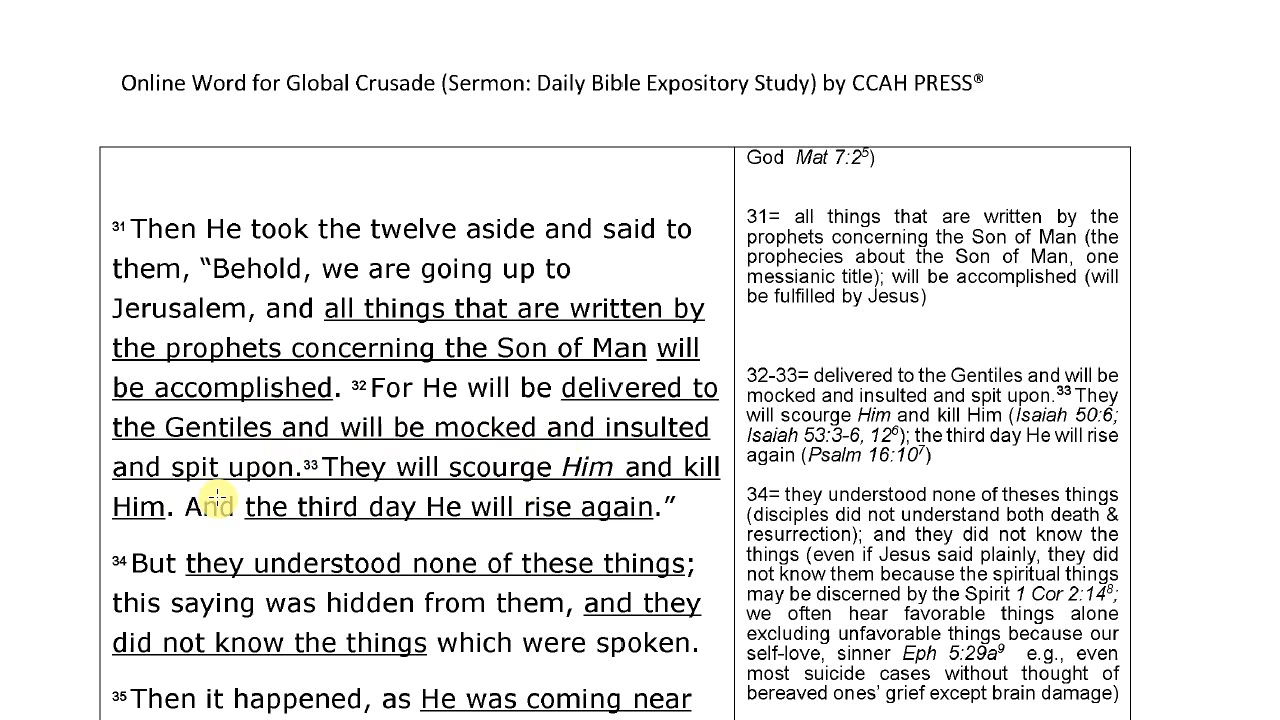 Online Word for Global Crusade (Sermon: Daily Bible Expository Study) by CCAH PRESS®
³¹ Then He took the twelve aside and said to
them, “Behold, we are going up to
Jerusalem, and all things that are written by
the prophets concerning the Son of Man will
be accomplished. ³² For He will be delivered to
the Gentiles and will be mocked and insulted
and spit upon.³³ They will scourge Him and kill
Him. And the third day He will rise again.”
³⁴ But they understood none of these things;
this saying was hidden from them, and they
did not know the things which were spoken.
³⁵ Then it happened, as He was coming near
God Mat 7:2⁵)
31= all things that are written by the
prophets concerning the Son of Man (the
prophecies about the Son of Man, one
messianic title); will be accomplished (will
be fulfilled by Jesus)
32-33= delivered to the Gentiles and will be
mocked and insulted and spit upon.³³ They
will scourge Him and kill Him (Isaiah 50:6;
Isaiah 53:3-6, 12⁶); the third day He will rise
again (Psalm 16:10⁷)
34= they understood none of theses things
(disciples did not understand both death &
resurrection); and they did not know the
things (even if Jesus said plainly, they did
not know them because the spiritual things
may be discerned by the Spirit 1 Cor 2:14⁸;
we often hear favorable things alone
excluding unfavorable things because our
self-love, sinner Eph 5:29a⁹ e.g., even
most suicide cases without thought of
bereaved ones’ grief except brain damage)